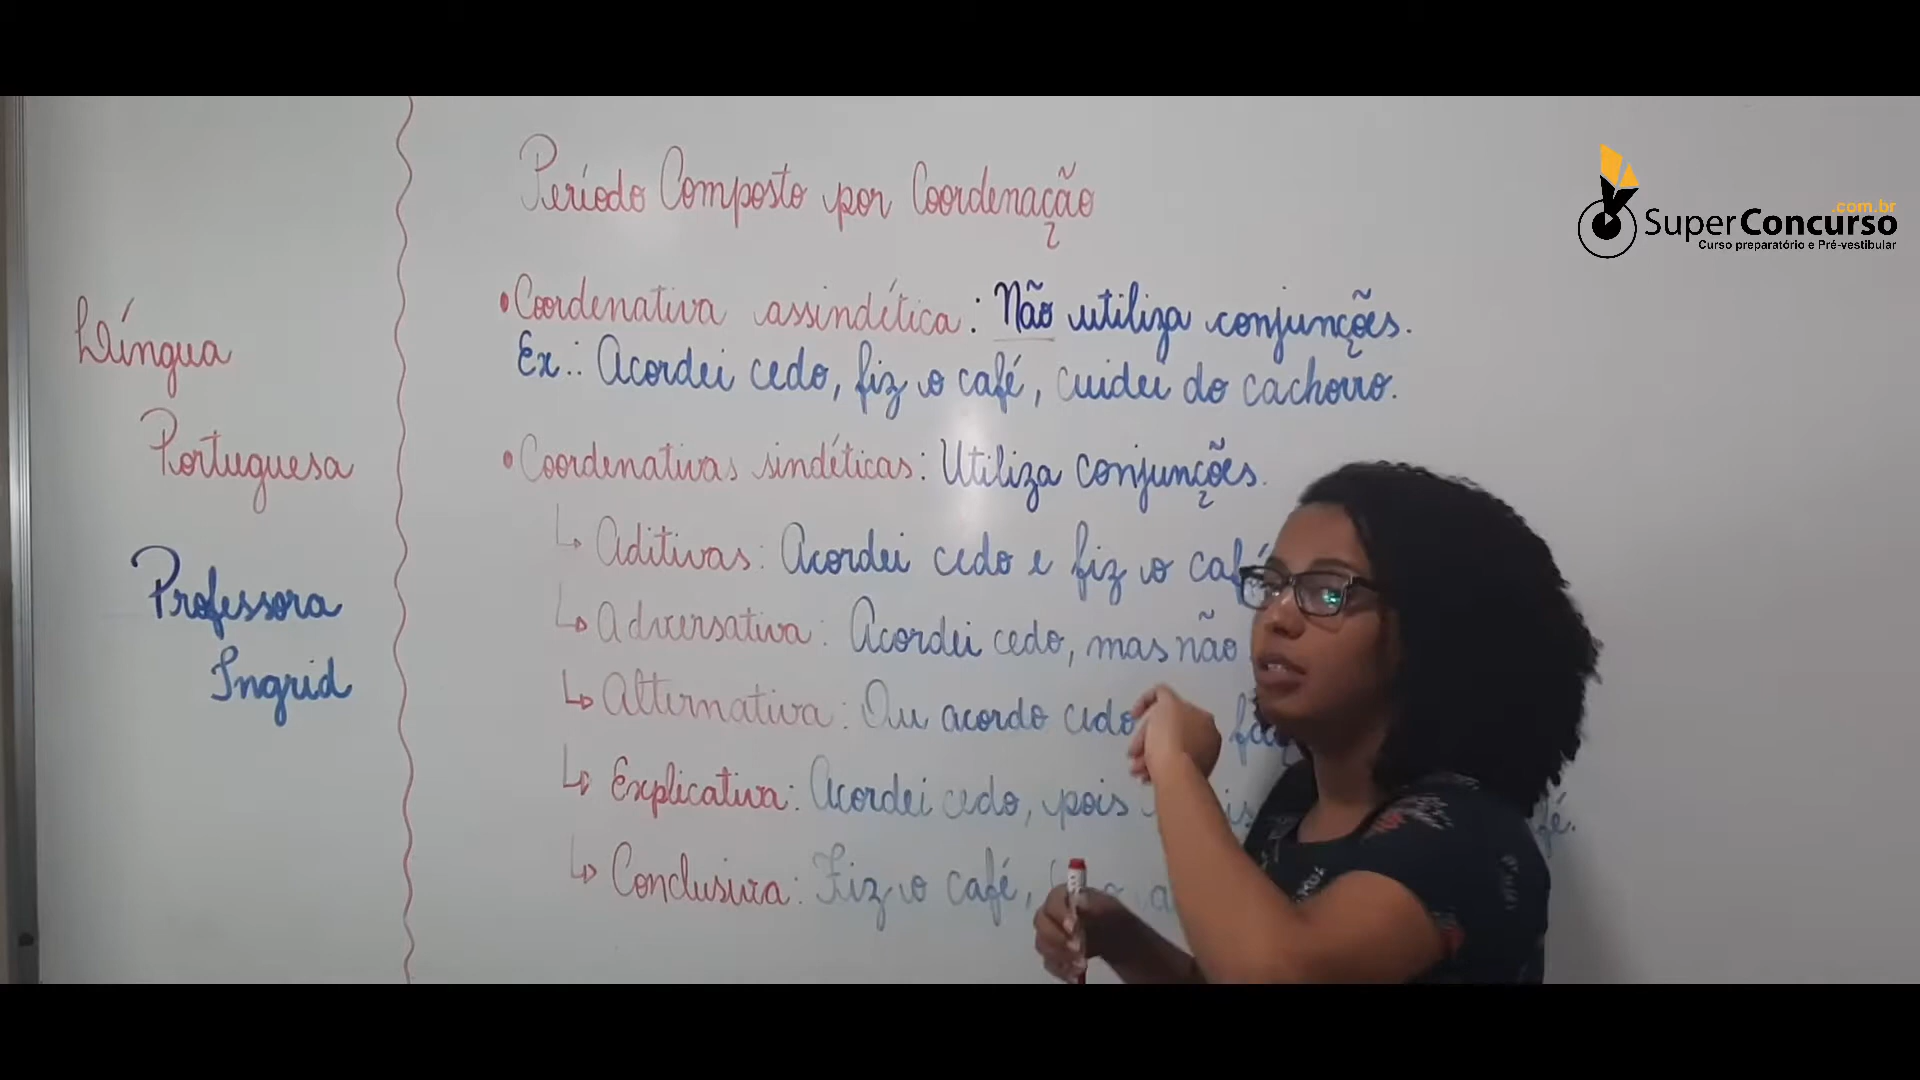 Língua
Portuguesa
Professora
Ingrid
Período Composto por Coordenação
•Coordenativa assindética: Não utiliza conjunções.
Ex.: Acordei cedo, fiz o café, cuidei do cachorro.
•Coordenativas sindéticas: Utiliza conjunções.
↳ Aditivas: Acordei cedo e fiz o café
↳ Adversativa: Acordei cedo, mas não
↳ Alternativa: Ou acordo cedo
↳ Explicativa: Acordei cedo, pois
↳ Conclusiva: Fiz o café,
.com.br
SuperConcurso
Curso preparatório e Pré-vestibular